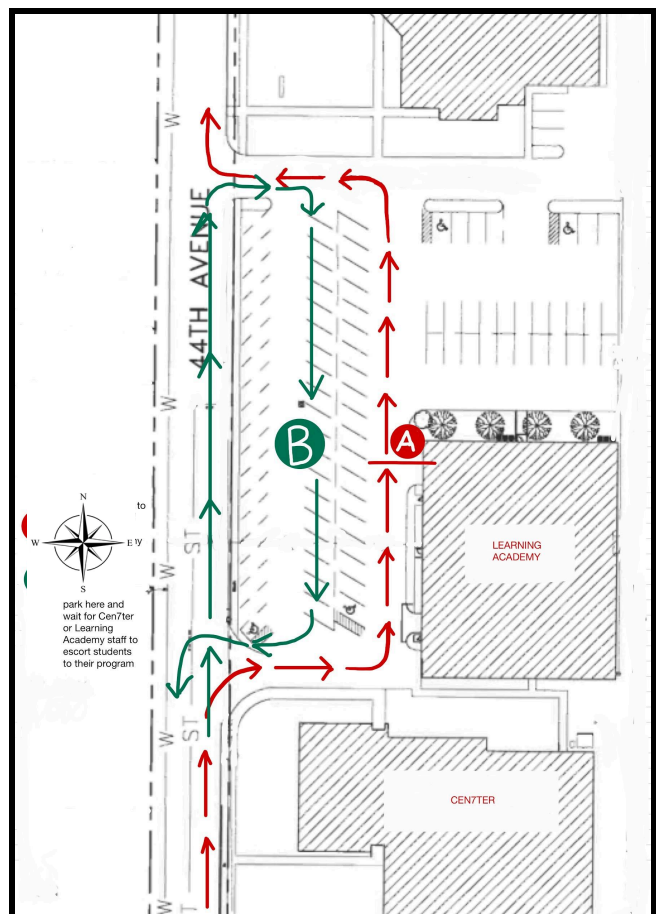 W
44TH AVENUE
W
A
B
N
to
W
E
ıy
ST
LEARNING
ACADEMY
S
W
park here and
wait for Cen7ter
or Learning
Academy staff to
escort students
to their program
ST
W
CEN7TER
W
T